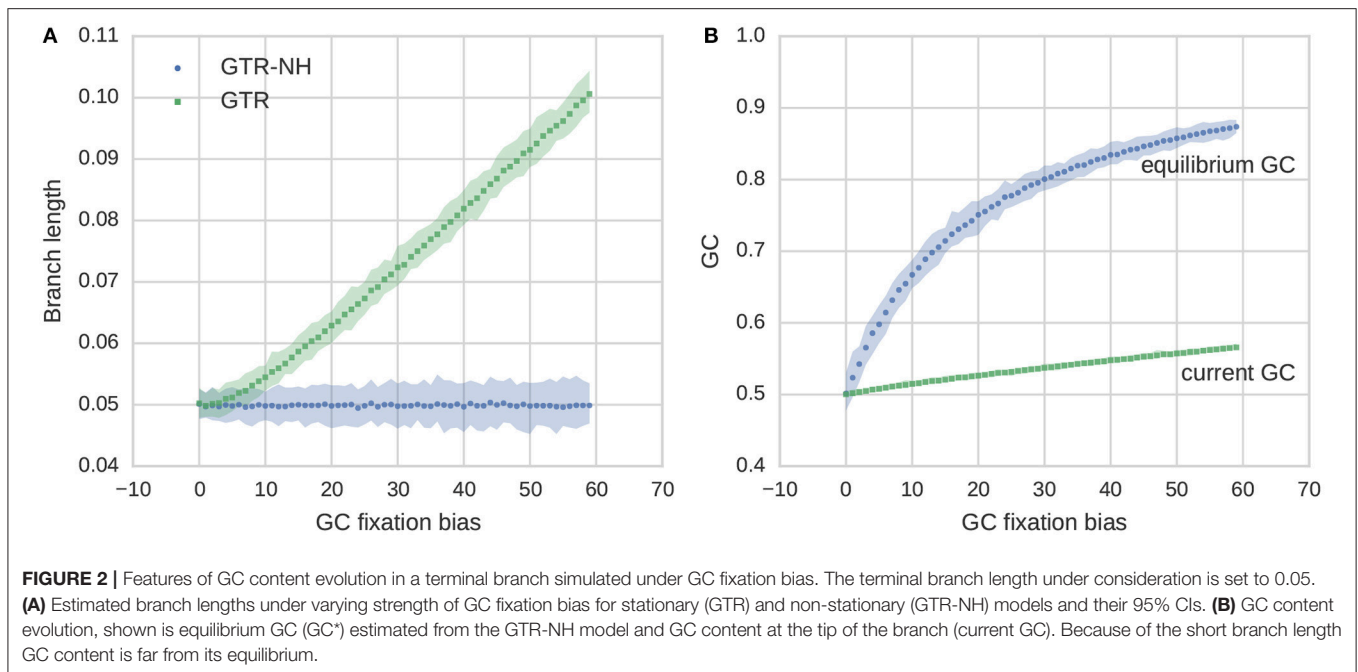 A
0.11
0.10
0.09
0.08
0.07
0.06
0.05
0.04
Branch length
GTR-NH
GTR
−10 0 10 20 30 40 50 60 70
GC fixation bias
B
1.0
0.9
0.8
0.7
0.6
0.5
0.4
GC
equilibrium GC
current GC
−10 0 10 20 30 40 50 60 70
GC fixation bias
FIGURE 2 | Features of GC content evolution in a terminal branch simulated under GC fixation bias. The terminal branch length under consideration is set to 0.05.
(A) Estimated branch lengths under varying strength of GC fixation bias for stationary (GTR) and non-stationary (GTR-NH) models and their 95% CIs. (B) GC content
evolution, shown is equilibrium GC (GC*) estimated from the GTR-NH model and GC content at the tip of the branch (current GC). Because of the short branch length
GC content is far from its equilibrium.